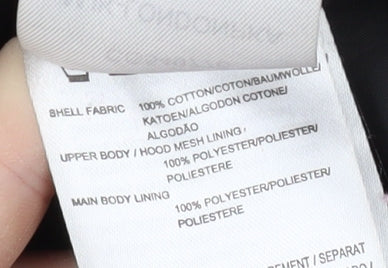 SHELL FABRIC 100% COTTON/COTON/BAUMWOLLE/
KATOEN/ALGODON COTONE/
ALGODÃO
UPPER BODY / HOOD MESH LINING /
100% POLYESTER/POLIESTER/
POLIESTERE
MAIN BODY LINING 100% POLYESTER/POLIESTER/
POLIESTERE
/ SEPARAT